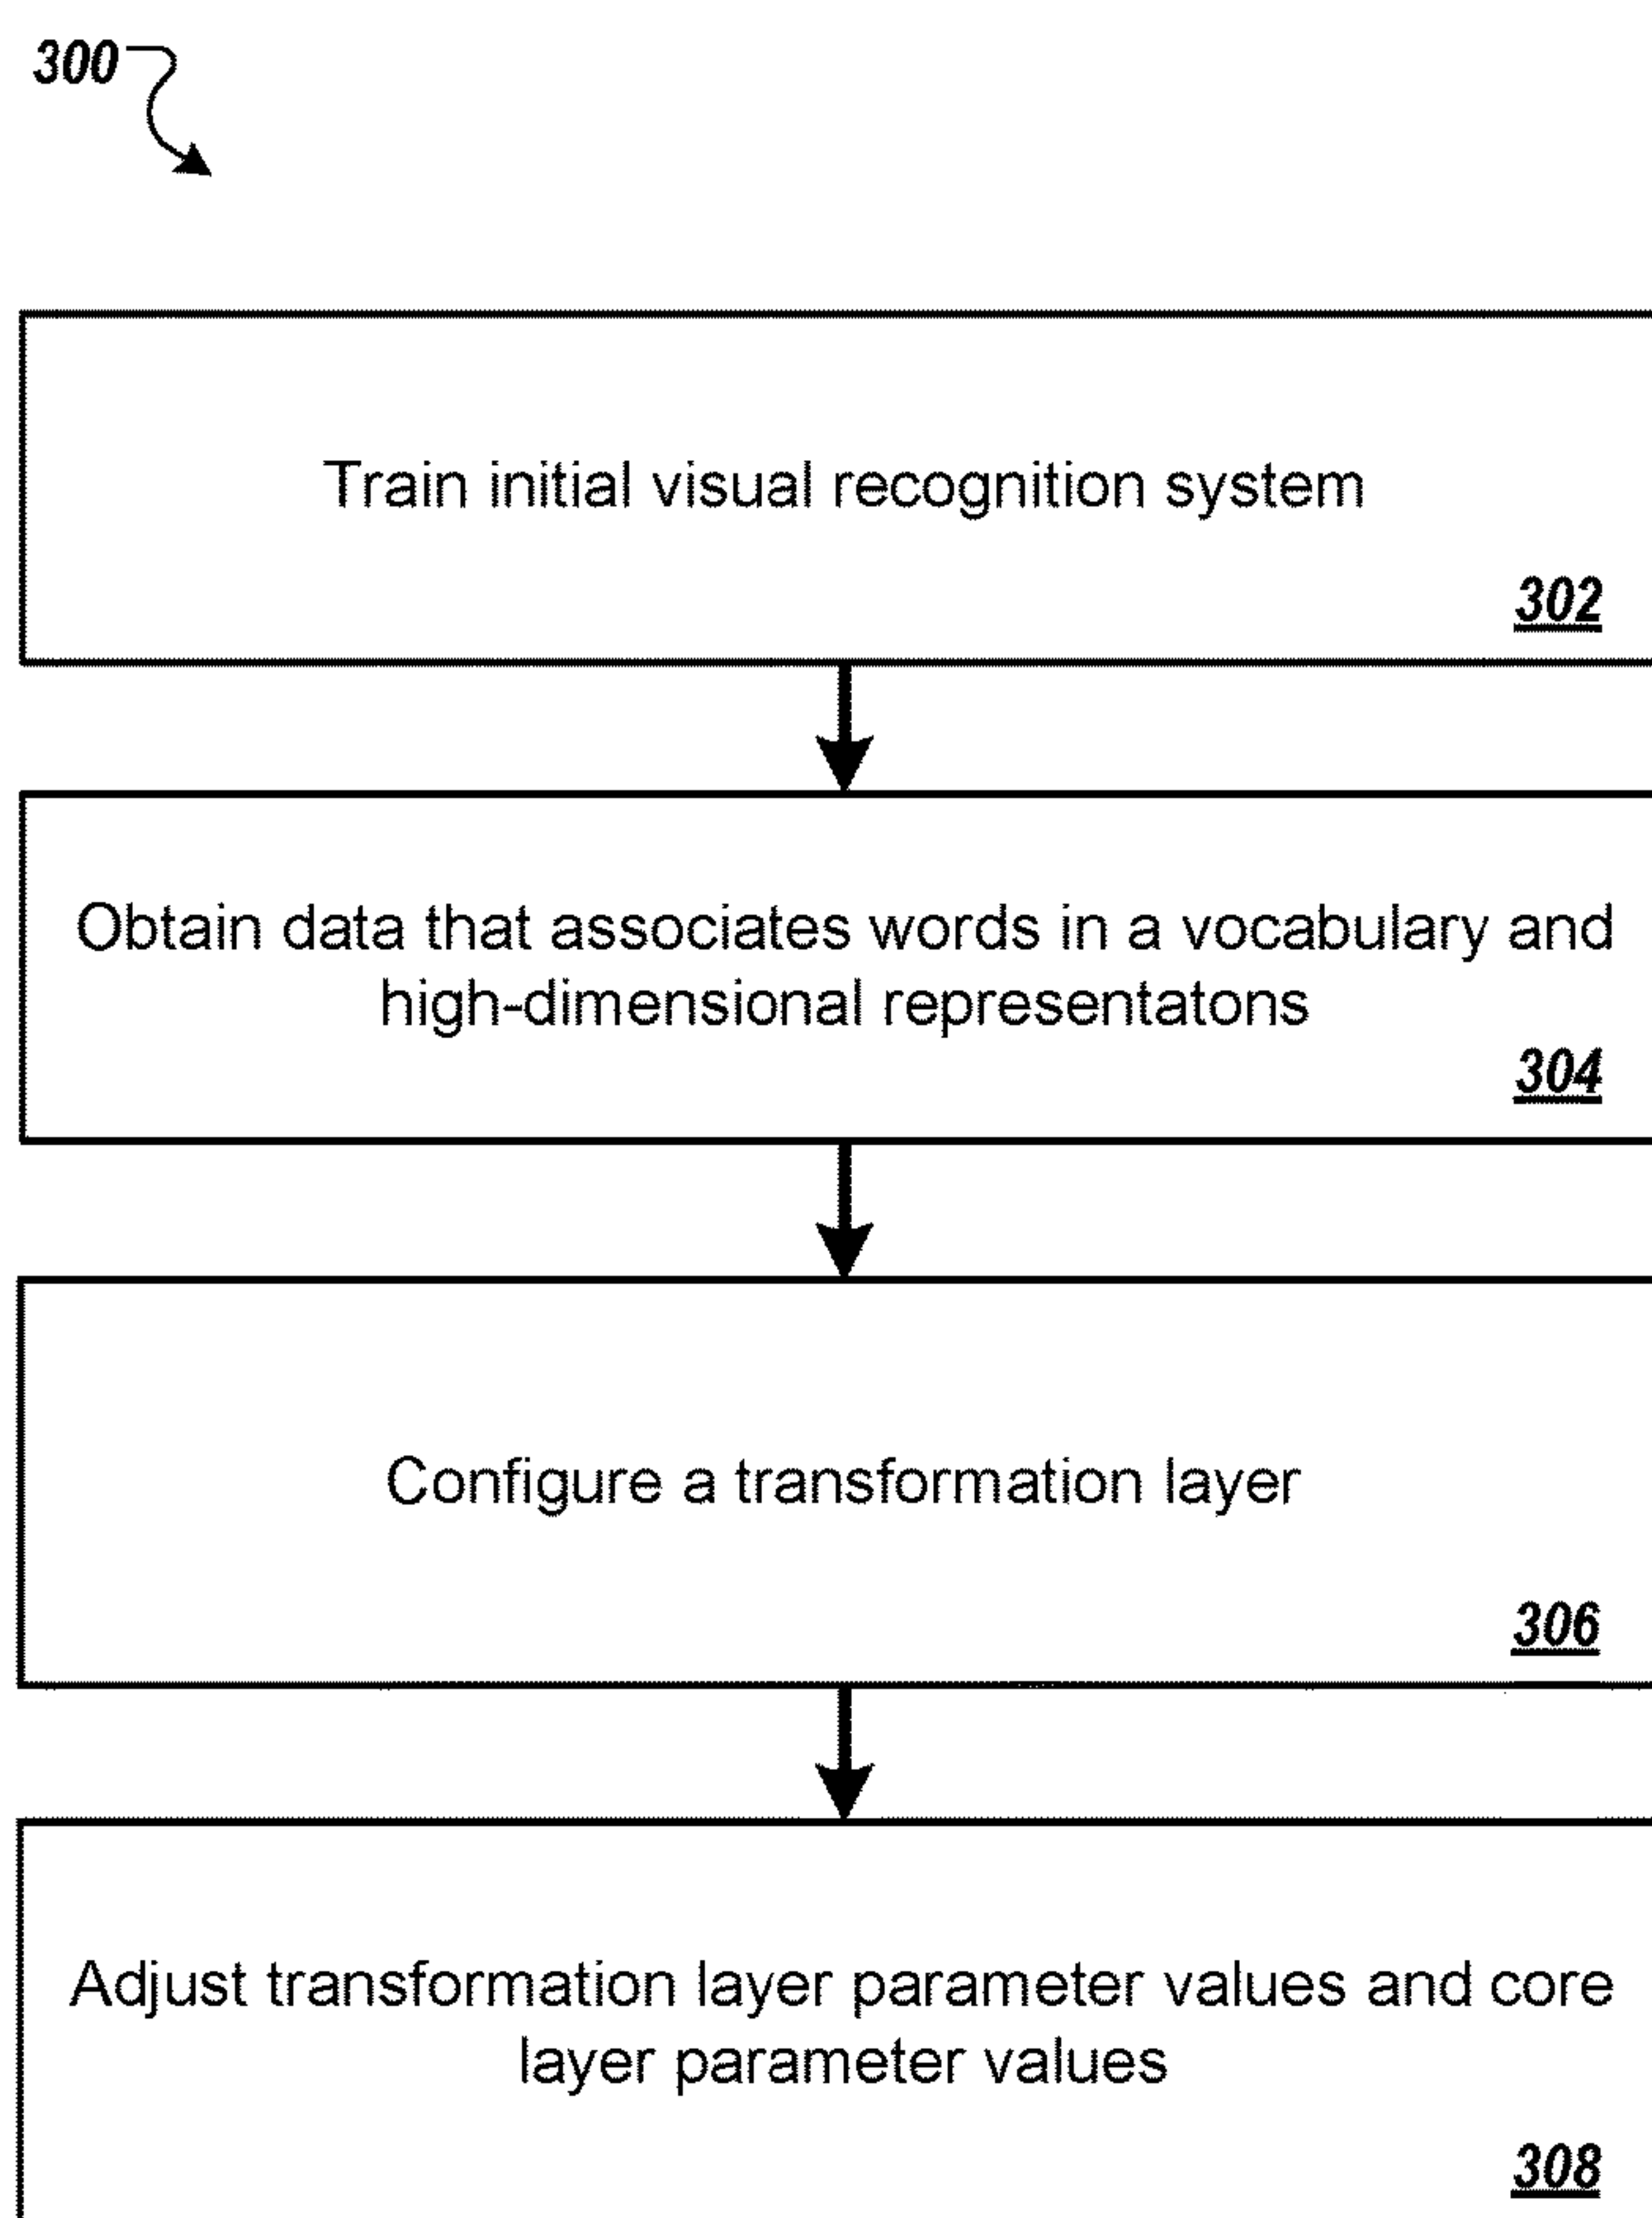 300
Train initial visual recognition system
302
Obtain data that associates words in a vocabulary and
high-dimensional representatons
304
Configure a transformation layer
306
Adjust transformation layer parameter values and core
layer parameter values
308